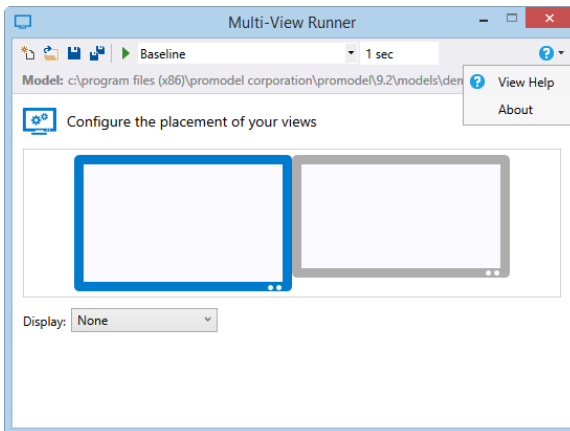 Multi-View Runner
Baseline 1 sec
Model: c:\program files (x86)\promodel corporation\promodel\9.2\models\den
View Help
About
Configure the placement of your views
Display: None